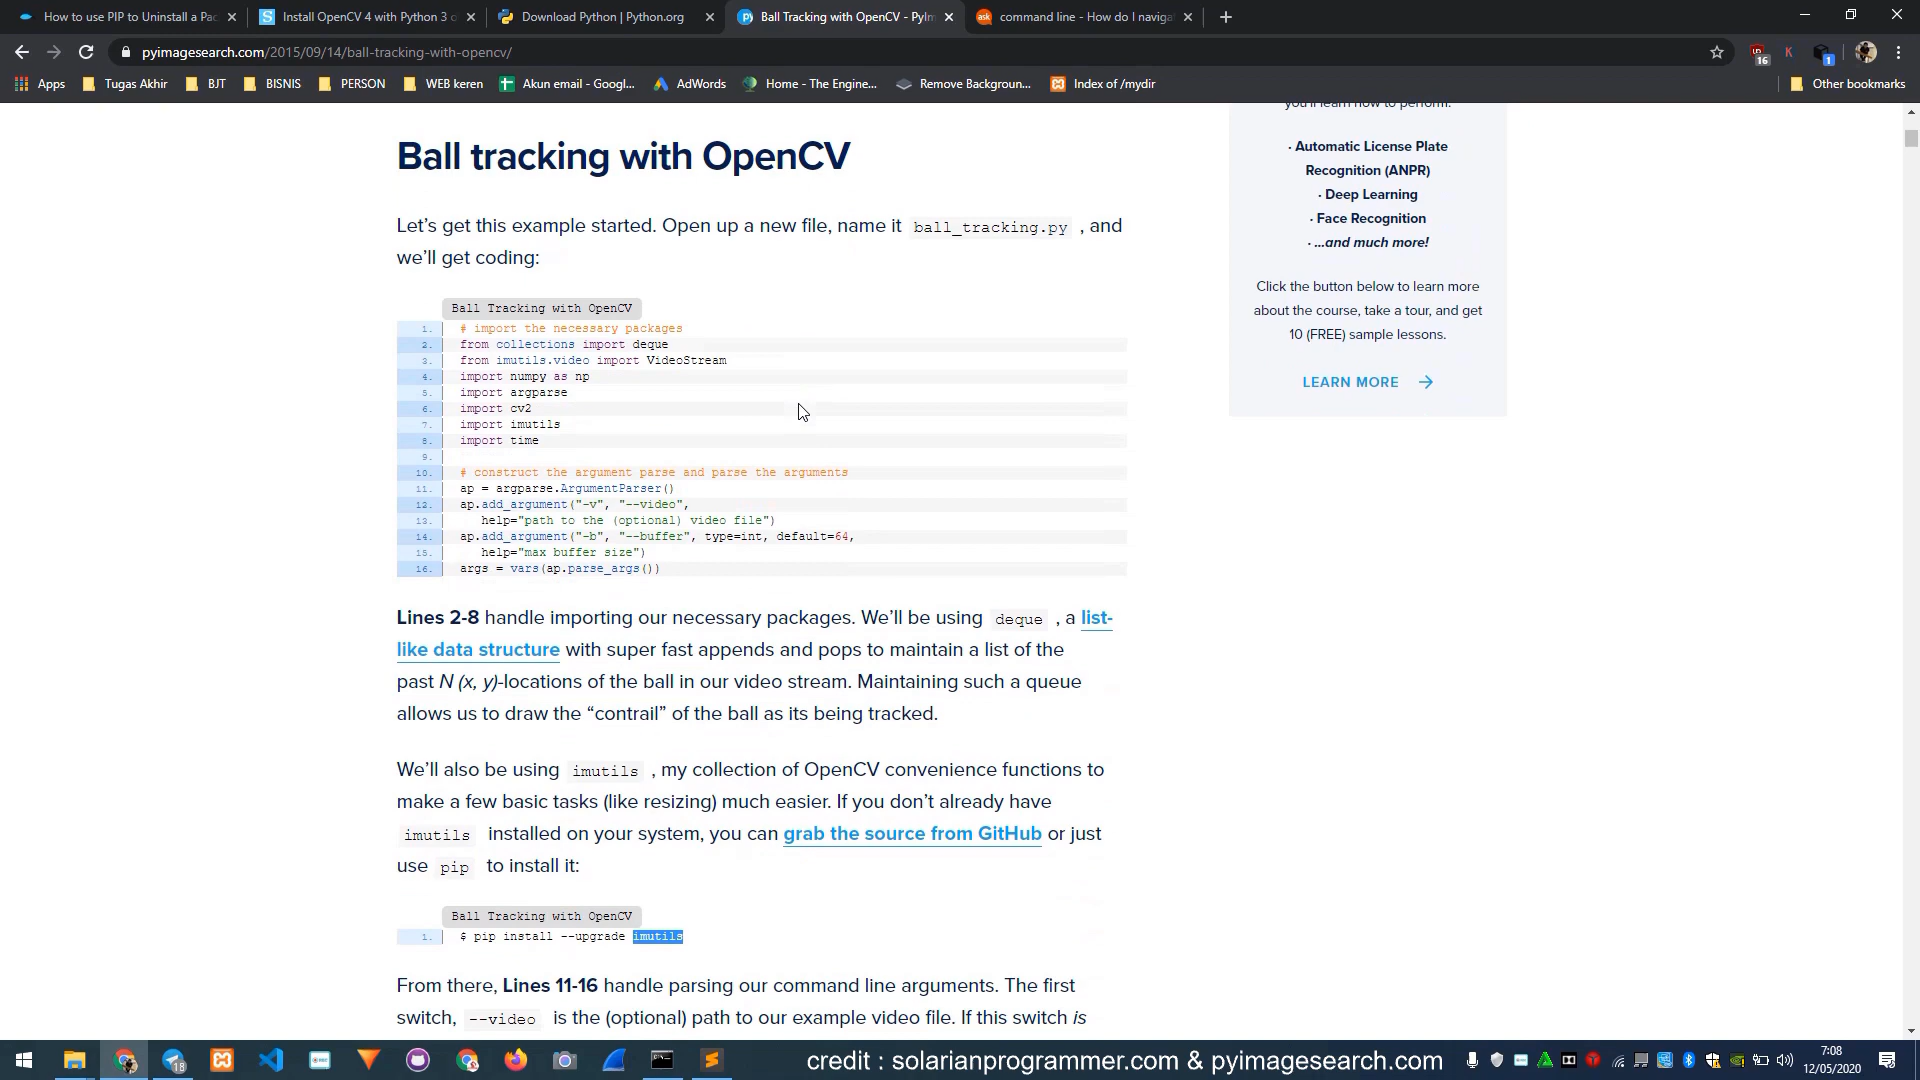 How to use PIP to Uninstall a Pac
Install OpenCV 4 with Python 3 o
Download Python | Python.org
Ball Tracking with OpenCV - PyIm
command line - How do I naviga
pyimagesearch.com/2015/09/14/ball-tracking-with-opencv/
16
K
1
Apps
Tugas Akhir
BJT
BISNIS
PERSON
WEB keren
Akun email - Googl...
AdWords
Home - The Engine...
Remove Backgroun...
Index of /mydir
Other bookmarks
Ball tracking with OpenCV
Let’s get this example started. Open up a new file, name it ball_tracking.py , and
we’ll get coding:
Ball Tracking with OpenCV
1. # import the necessary packages
2. from collections import deque
3. from imutils.video import VideoStream
4. import numpy as np
5. import argparse
6. import cv2
7. import imutils
8. import time
9.
10. # construct the argument parse and parse the arguments
11. ap = argparse.ArgumentParser()
12. ap.add_argument("-v", "--video",
13. help="path to the (optional) video file")
14. ap.add_argument("-b", "--buffer", type=int, default=64,
15. help="max buffer size")
16. args = vars(ap.parse_args())
Lines 2-8 handle importing our necessary packages. We’ll be using deque , a list-
like data structure with super fast appends and pops to maintain a list of the
past N (x, y)-locations of the ball in our video stream. Maintaining such a queue
allows us to draw the “contrail” of the ball as its being tracked.
We’ll also be using imutils , my collection of OpenCV convenience functions to
make a few basic tasks (like resizing) much easier. If you don’t already have
imutils installed on your system, you can grab the source from GitHub or just
use pip to install it:
Ball Tracking with OpenCV
1. $ pip install --upgrade imutils
From there, Lines 11-16 handle parsing our command line arguments. The first
switch, --video is the (optional) path to our example video file. If this switch is
you’ll learn how to perform:
· Automatic License Plate
Recognition (ANPR)
· Deep Learning
· Face Recognition
· ...and much more!
Click the button below to learn more
about the course, take a tour, and get
10 (FREE) sample lessons.
LEARN MORE
18
credit : solarianprogrammer.com & pyimagesearch.com
7:08
12/05/2020